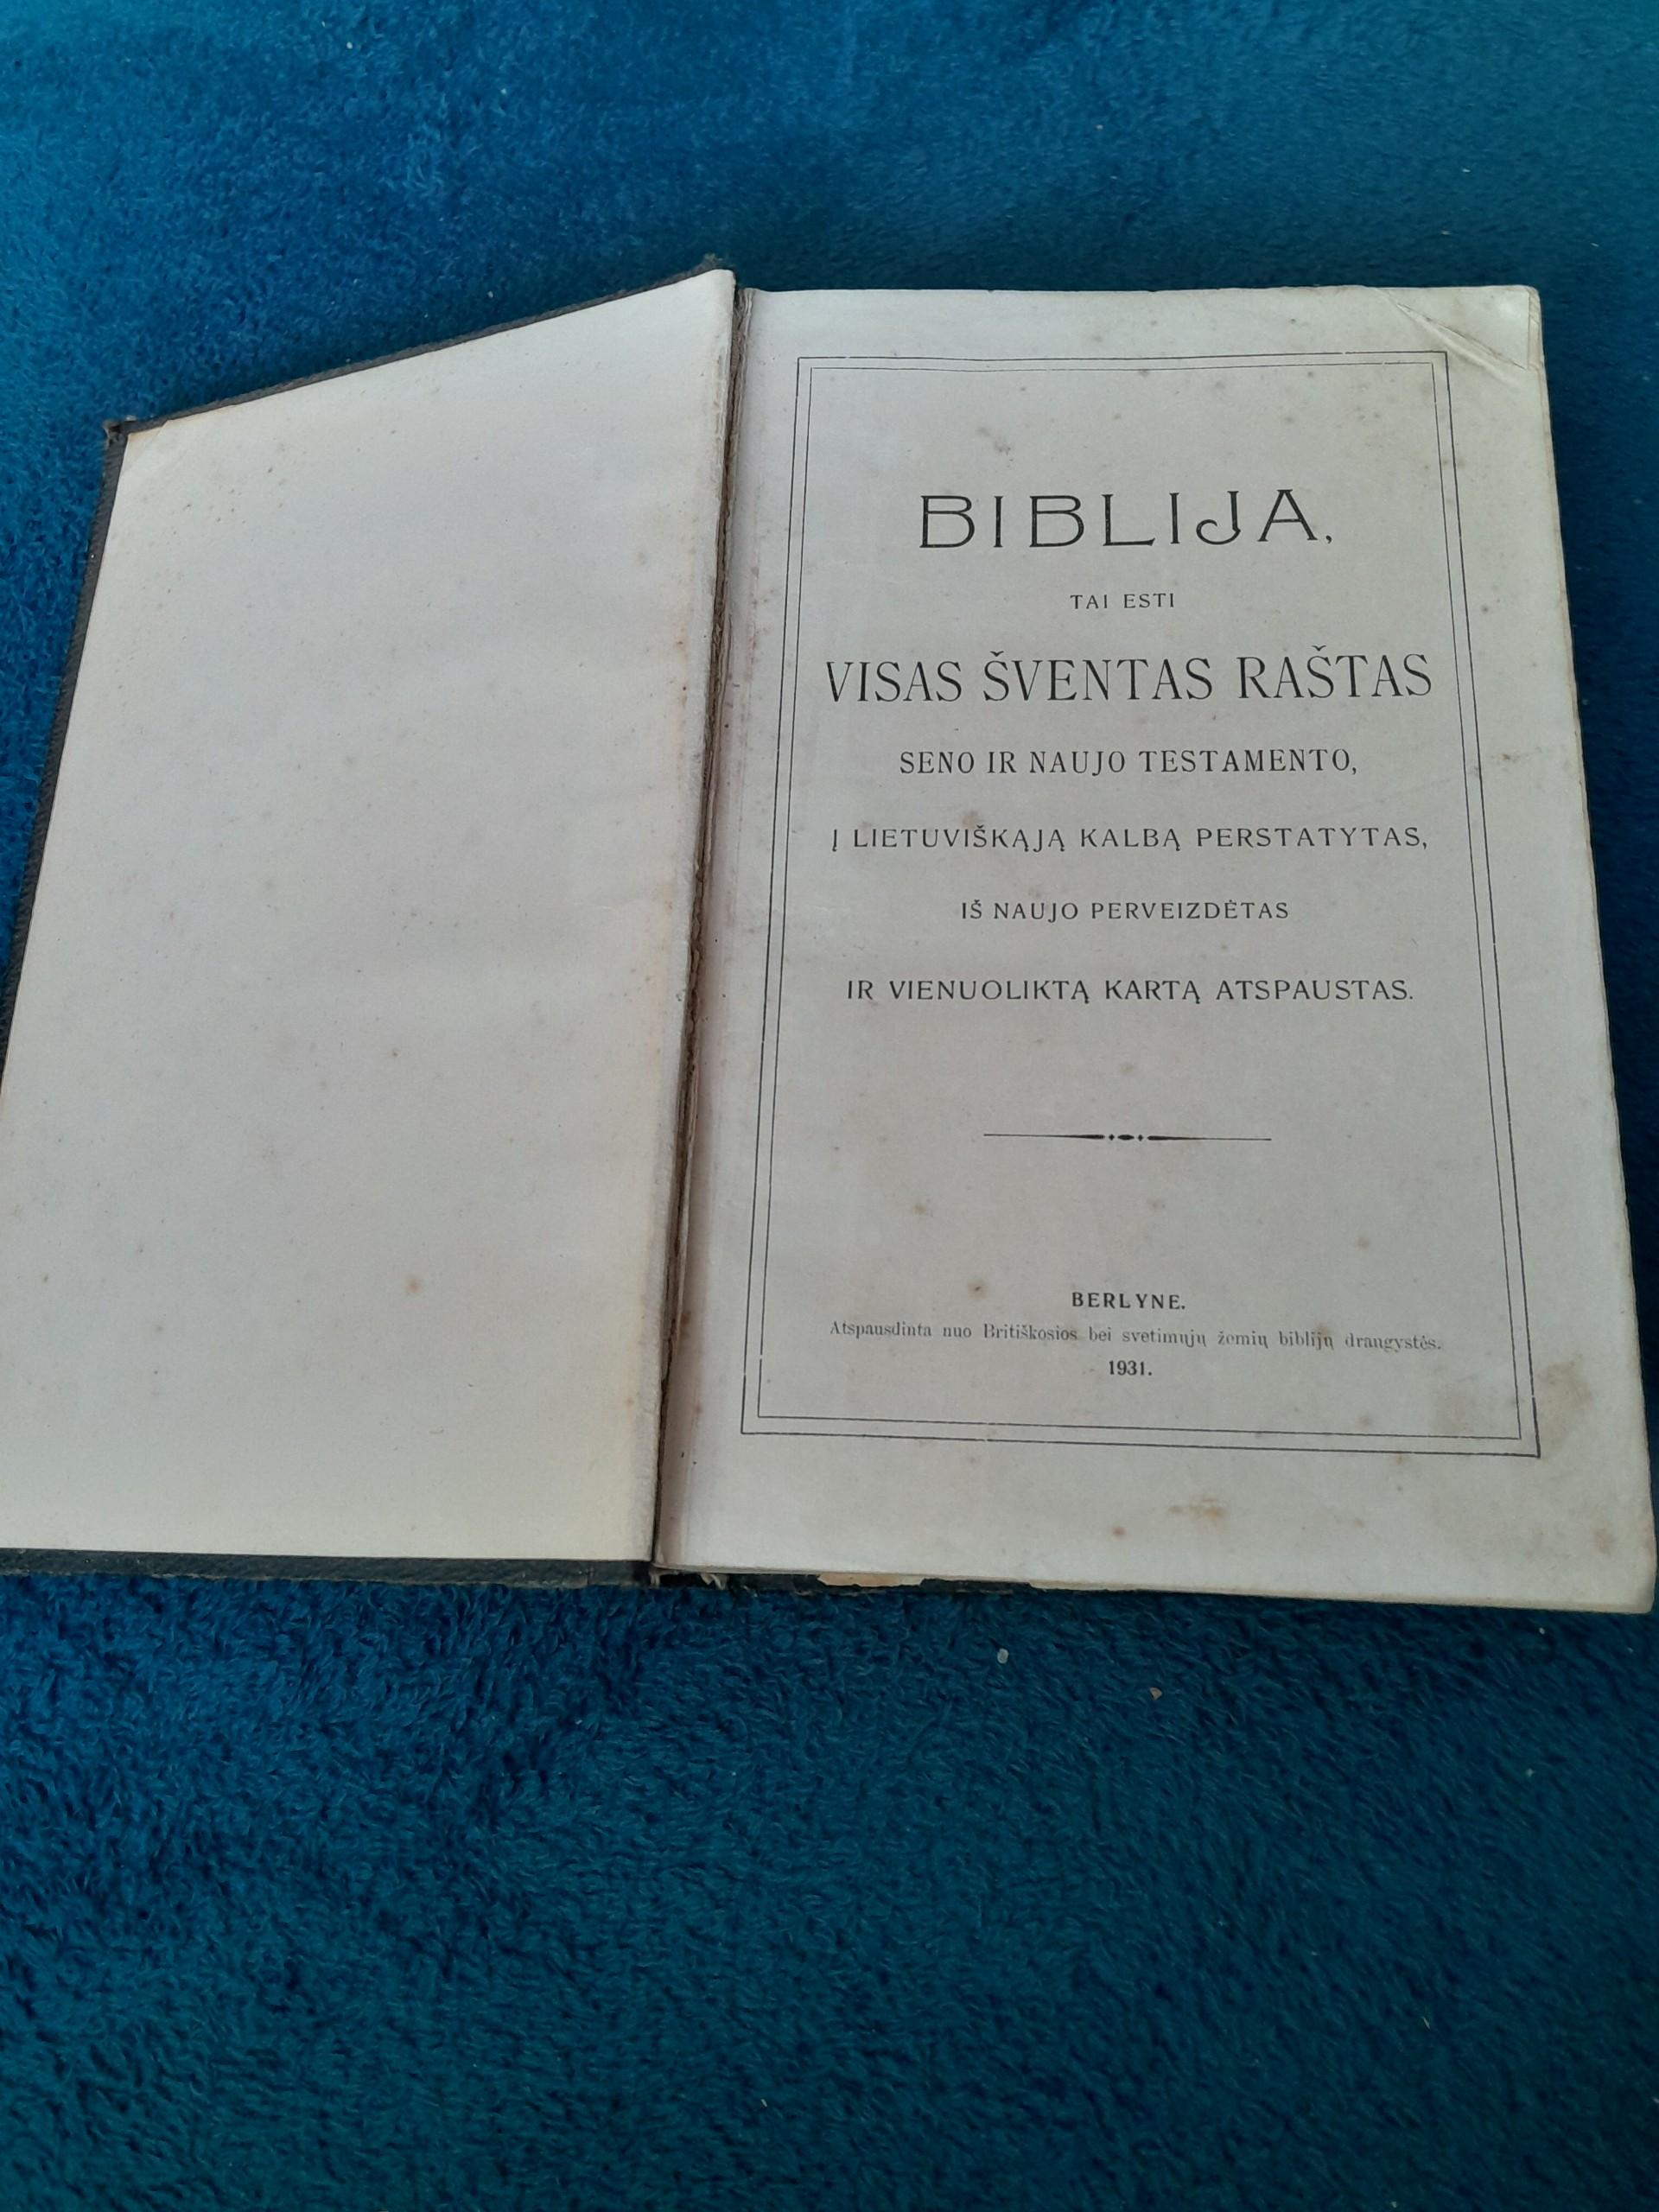 BIBLIJA,
TAI ESTI
VISAS ŠVENTAS RAŠTAS
SENO IR NAUJO TESTAMENTO,
Į LIETUVIŠKĄJĄ KALBĄ PERSTATYTAS,
IŠ NAUJO PERVEIZDĖTAS
IR VIENUOLIKTĄ KARTĄ ATSPAUSTAS.
BERLYNE.
Atspausdinta nuo Britiškosios bei svetimųjų žemių biblijų draugystės.
1931.